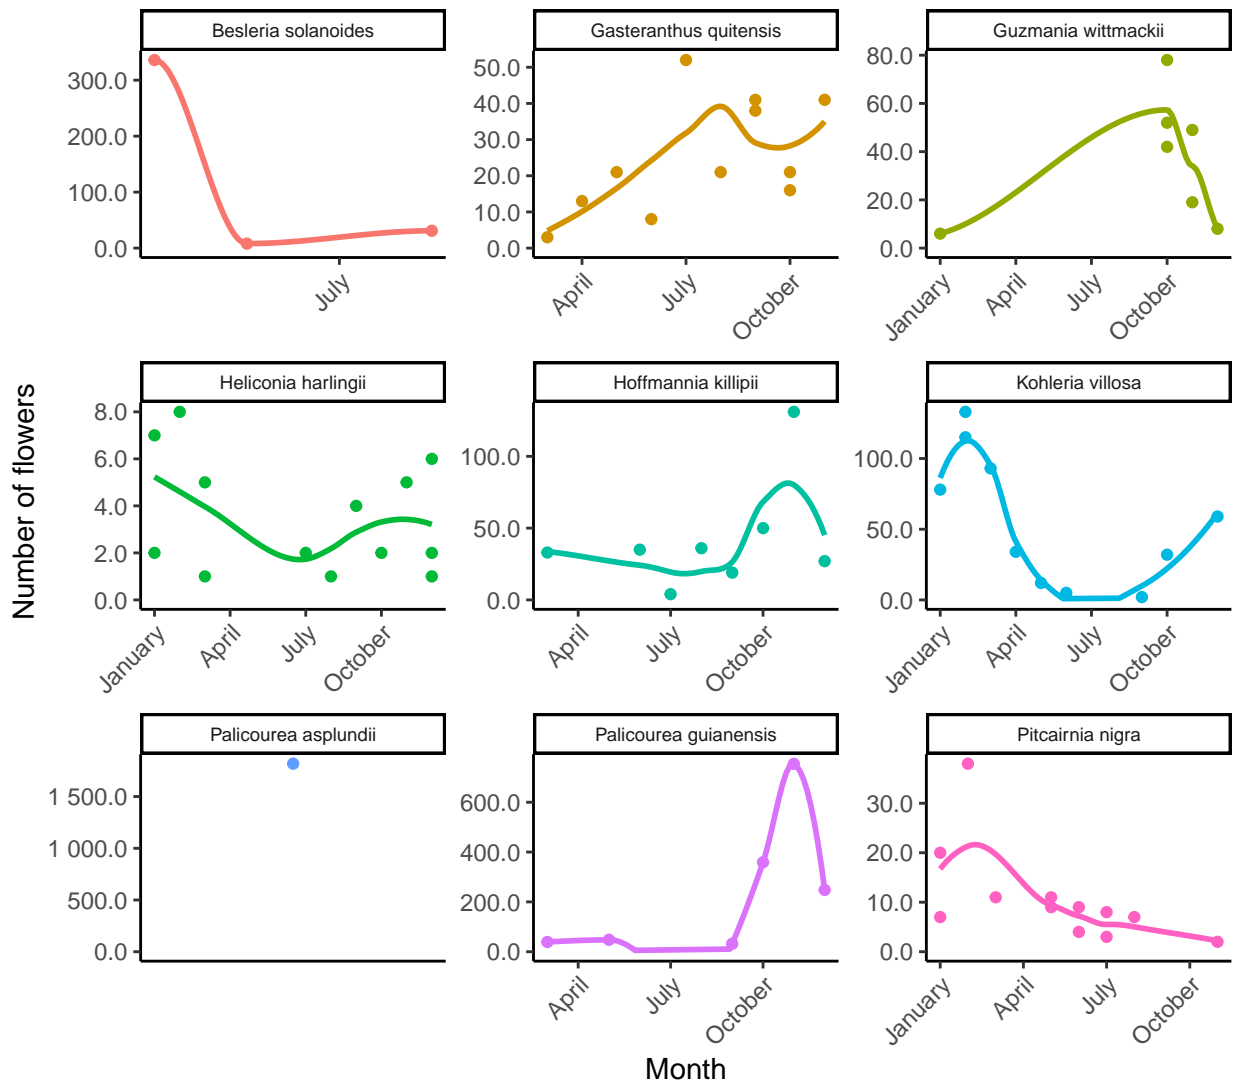 Besleria solanoides
Gasteranthus quitensis
Guzmania wittmackii
300.0
200.0
100.0
0.0
July
50.0
40.0
30.0
20.0
10.0
0.0
April
July
October
80.0
60.0
40.0
20.0
0.0
January
April
July
October
Number of flowers
Heliconia harlingii
Hoffmannia killipii
Kohleria villosa
8.0
6.0
4.0
2.0
0.0
January
April
July
October
100.0
50.0
0.0
April
July
October
100.0
50.0
0.0
January
April
July
October
Palicourea asplundii
Palicourea guianensis
Pitcairnia nigra
1 500.0
1 000.0
500.0
0.0
600.0
400.0
200.0
0.0
April
July
October
30.0
20.0
10.0
0.0
January
April
July
October
Month